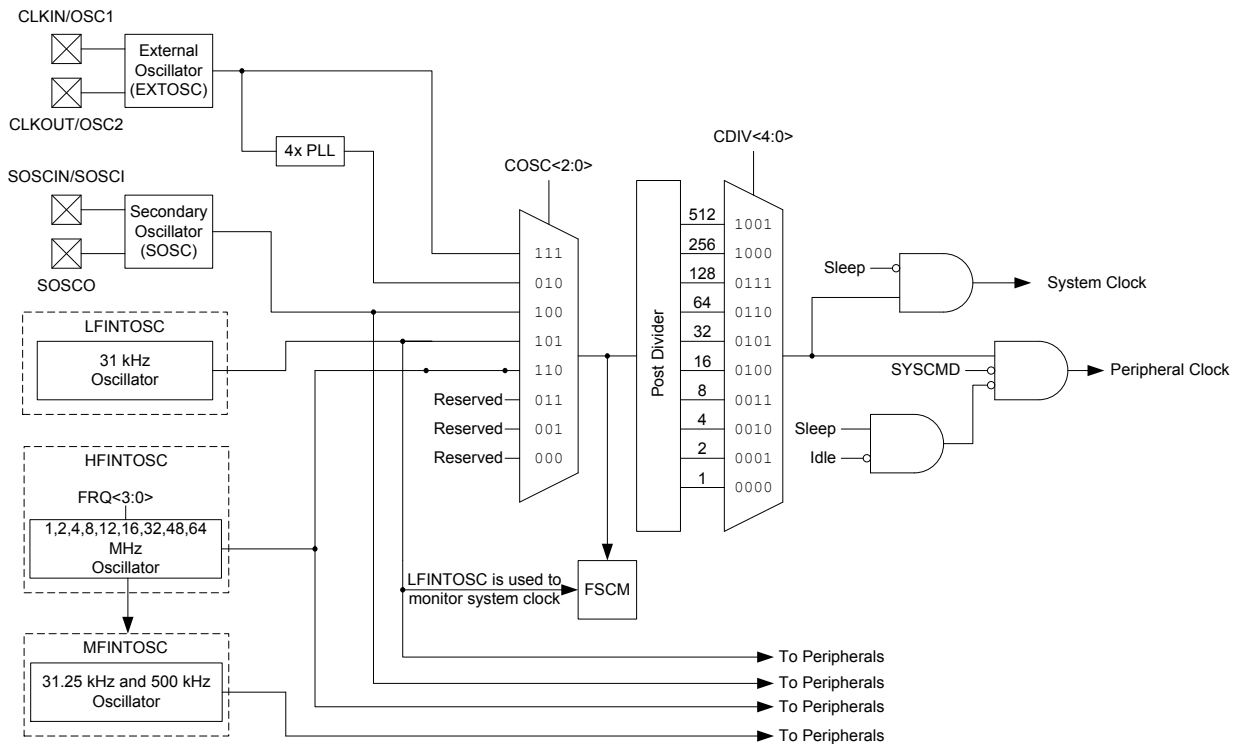 CLKIN/OSC1
External
Oscillator
(EXTOSC)
CLKOUT/OSC2
4x PLL
SOSCIN/SOSCI
Secondary
Oscillator
(SOSC)
SOSCO
LFINTOSC
31 kHz
Oscillator
HFINTOSC
FRQ<3:0>
1,2,4,8,12,16,32,48,64
MHz
Oscillator
MFINTOSC
31.25 kHz and 500 kHz
Oscillator
COSC<2:0>
111
010
100
101
110
Reserved 011
Reserved 001
Reserved 000
LFINTOSC is used to
monitor system clock
FSCM
Post Divider
CDIV<4:0>
512 1001
256 1000
128 0111
64 0110
32 0101
16 0100
8 0011
4 0010
2 0001
1 0000
Sleep
System Clock
SYSCMD
Peripheral Clock
Sleep
Idle
To Peripherals
To Peripherals
To Peripherals
To Peripherals